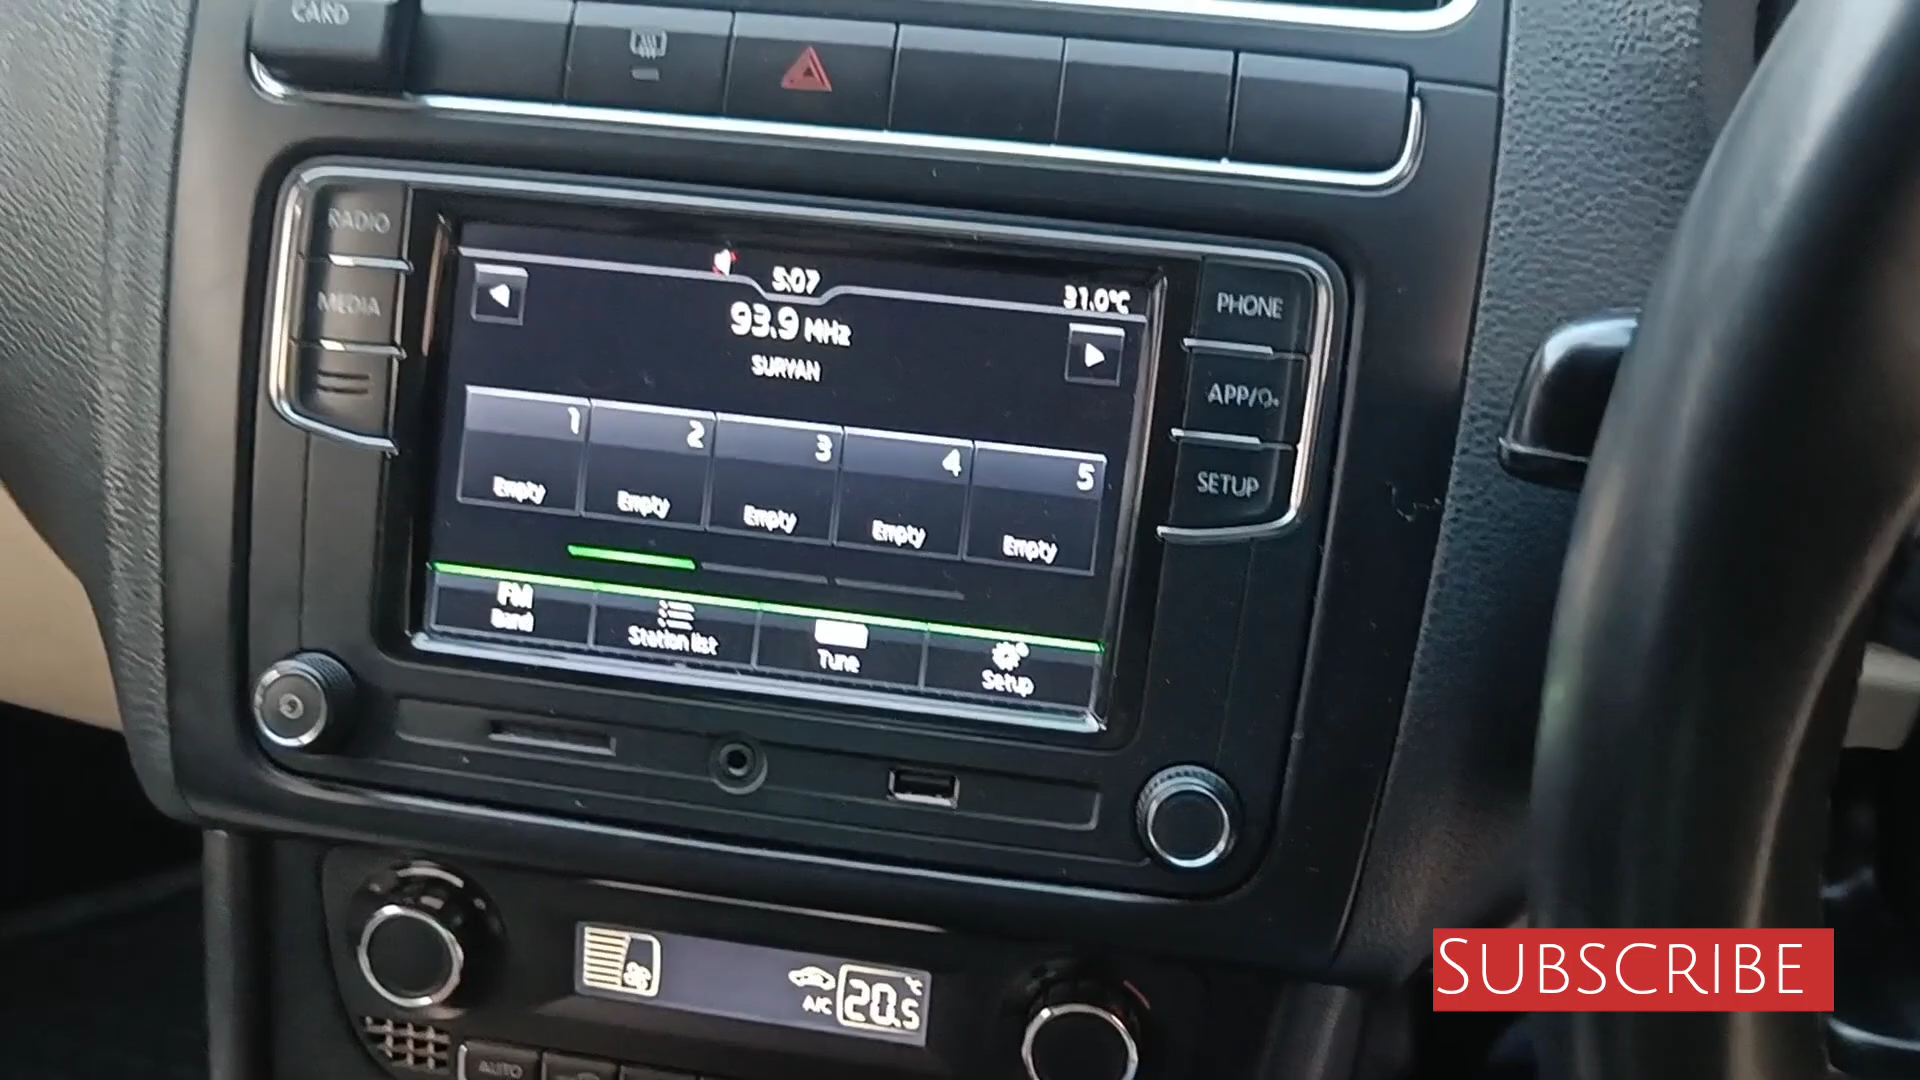 CARD
RADIO
MEDIA
5:07
31.0°C
93.9 MHz
SURYAN
1
2
3
4
5
Empty
Empty
Empty
Empty
Empty
FM
Band
Station list
Tune
Setup
PHONE
APP/
SETUP
°C
A/C 20.5
AUTO
SUBSCRIBE